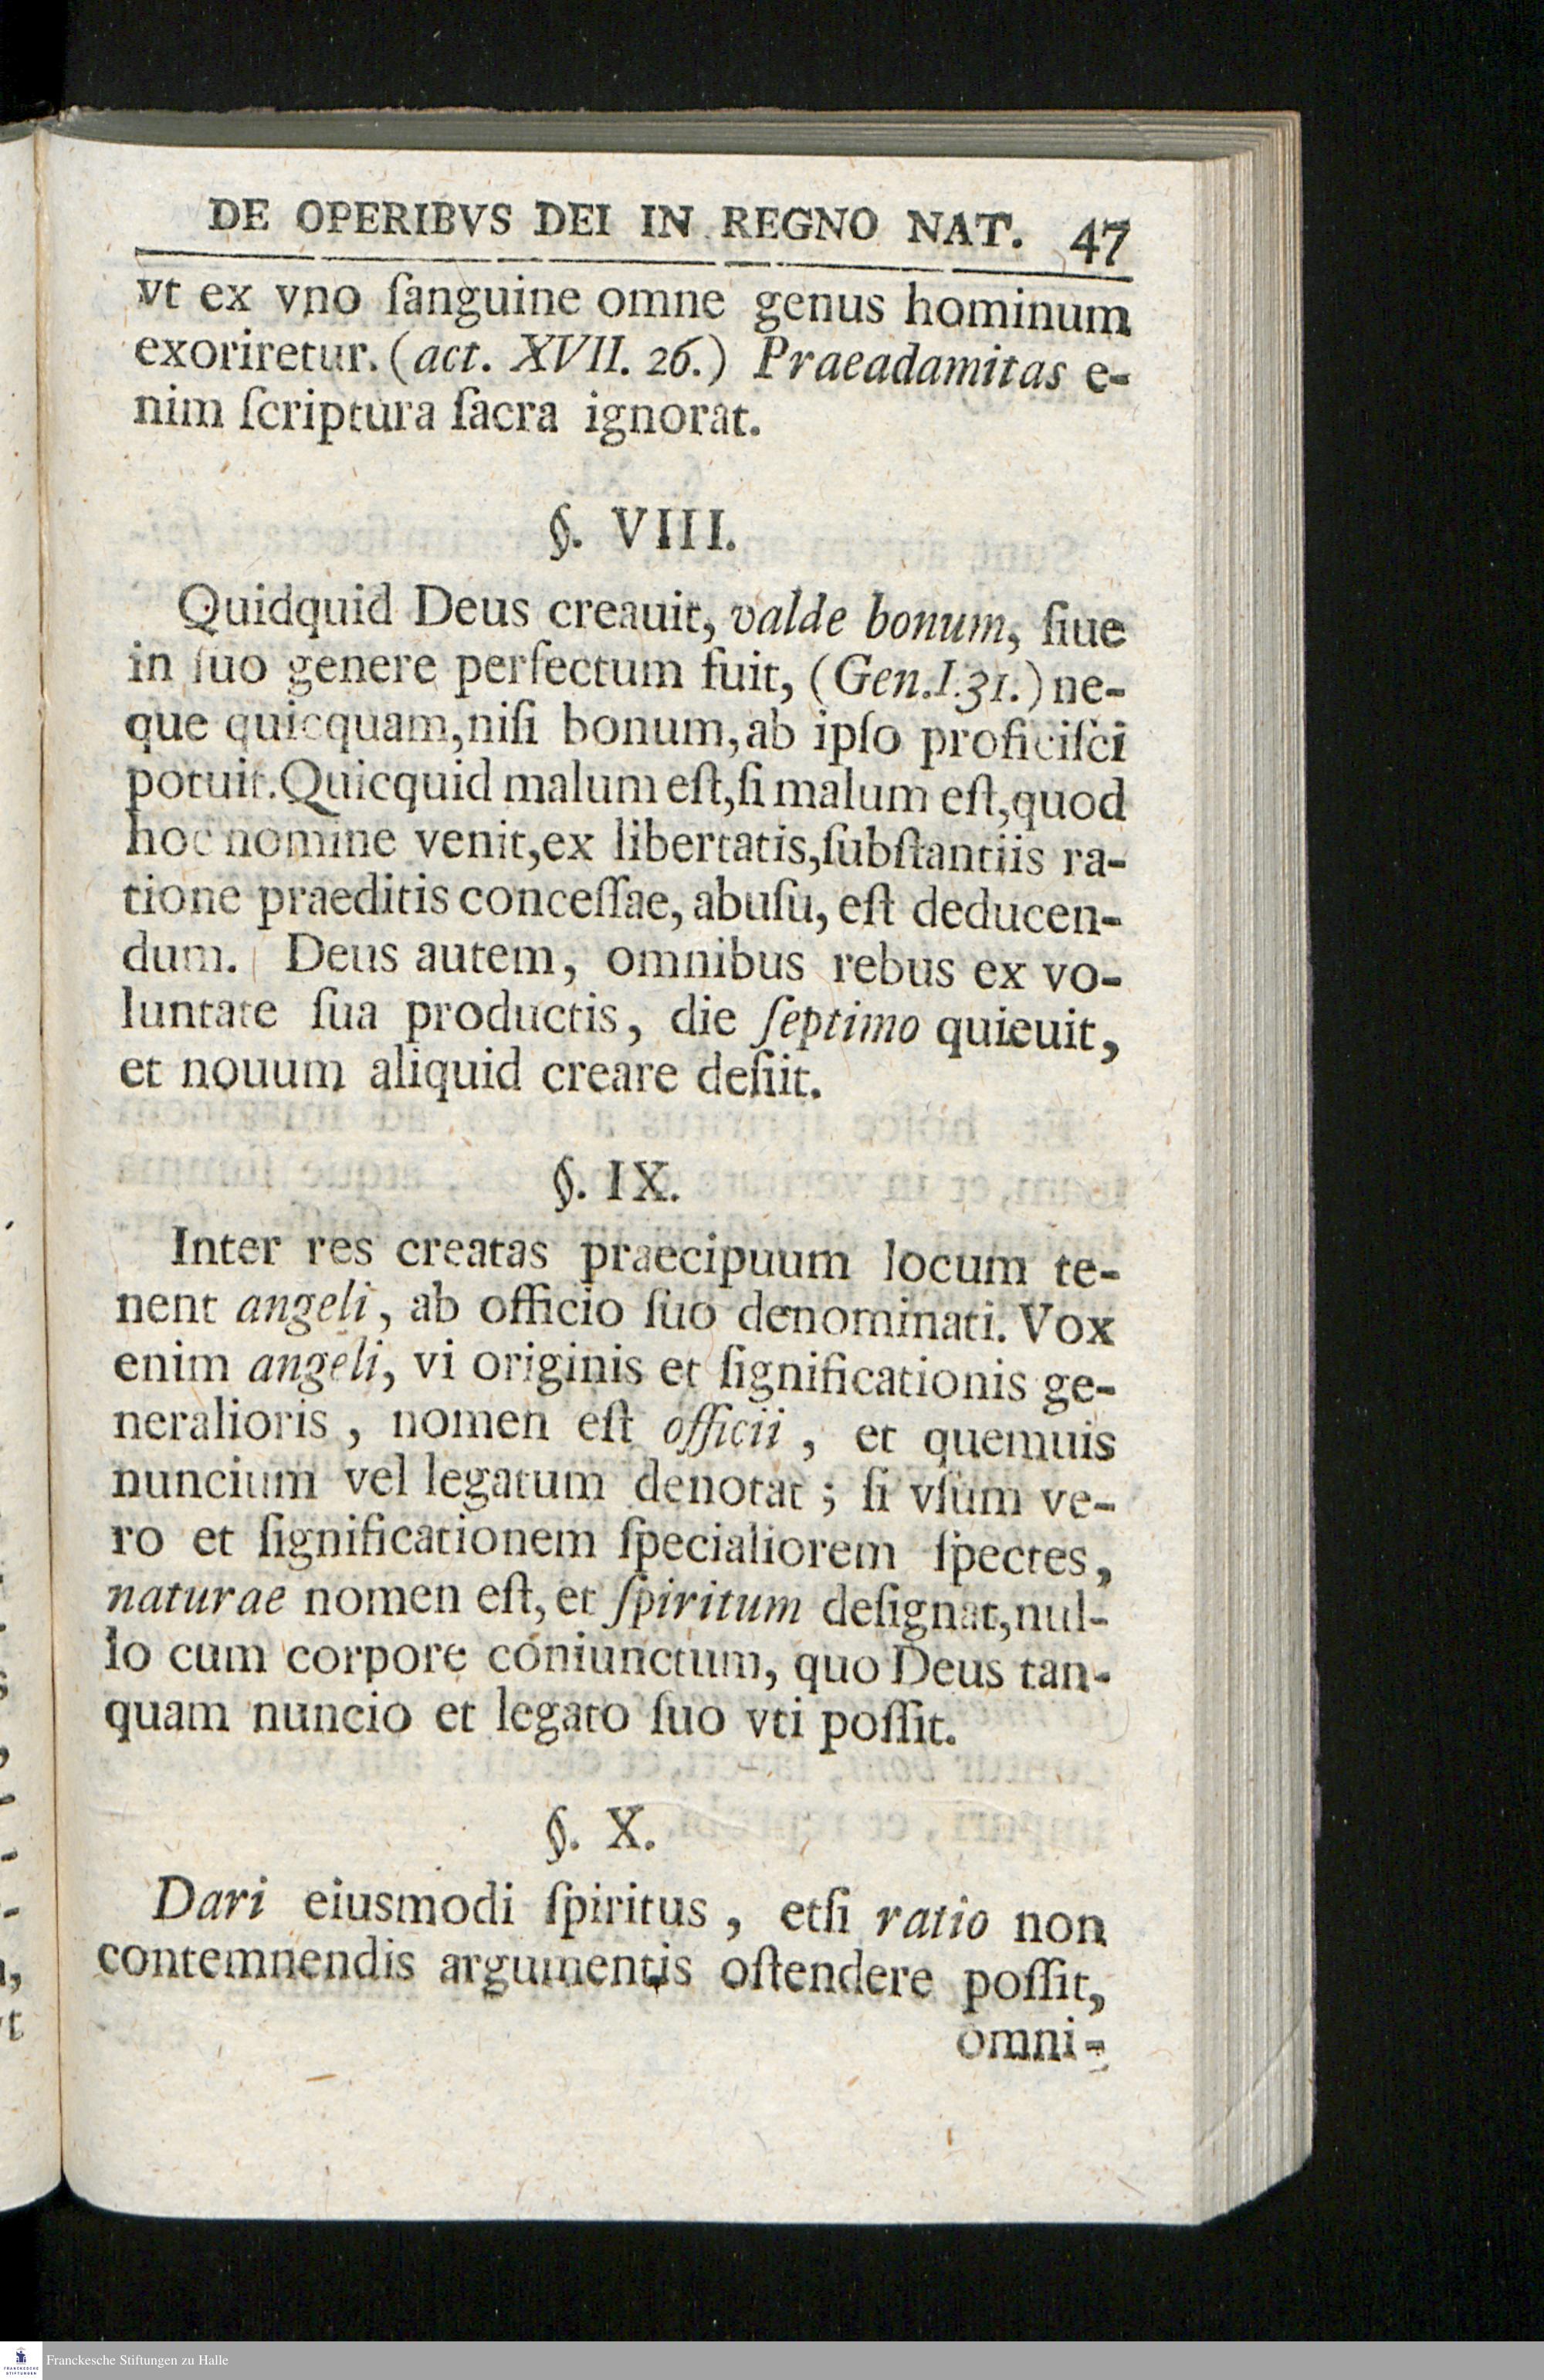 DE OPERIBVS DEI IN REGNO NAT. 47
vt ex vno ſanguine omne genus hominum
exoriretur. (act. XVII. 26.) Praeadamitas e-
nim ſcriptura ſacra ignorat.
§. VIII.
Quidquid Deus creauit, valde bonum, ſiue
in ſuo genere perfectum fuit, (Gen. I. 31.) ne-
que quicquam, niſi bonum, ab ipſo proficiſci
potuit. Quicquid malum eſt, ſi malum eſt, quod
hoc nomine venit, ex libertatis, ſubſtantiis ra-
tione praeditis conceſſae, abuſu, eſt deducen-
dum. Deus autem, omnibus rebus ex vo-
luntate ſua productis, die ſeptimo quieuit,
et nouum aliquid creare deſiit.
§. IX.
Inter res creatas praecipuum locum te-
nent angeli, ab officio ſuo denominati. Vox
enim angeli, vi originis et ſignificationis ge-
neralioris, nomen eſt officii, et quemuis
nuncium vel legatum denotat; ſi vſum ve-
ro et ſignificationem ſpecialiorem ſpectes,
naturae nomen eſt, et ſpiritum deſignat, nul-
lo cum corpore coniunctum, quo Deus tan-
quam nuncio et legato ſuo vti poſſit.
§. X.
Dari eiusmodi ſpiritus, etſi ratio non
contemnendis argumentis oſtendere poſſit,
omni-
Franckesche Stiftungen zu Halle